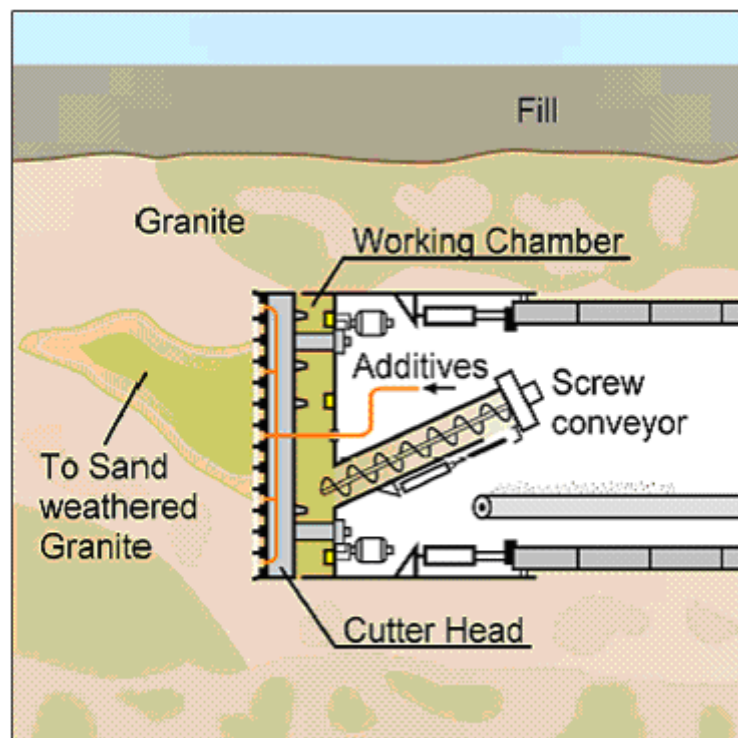 Fill
Granite
Working Chamber
Additives
Screw
conveyor
To Sand
weathered
Granite
Cutter Head